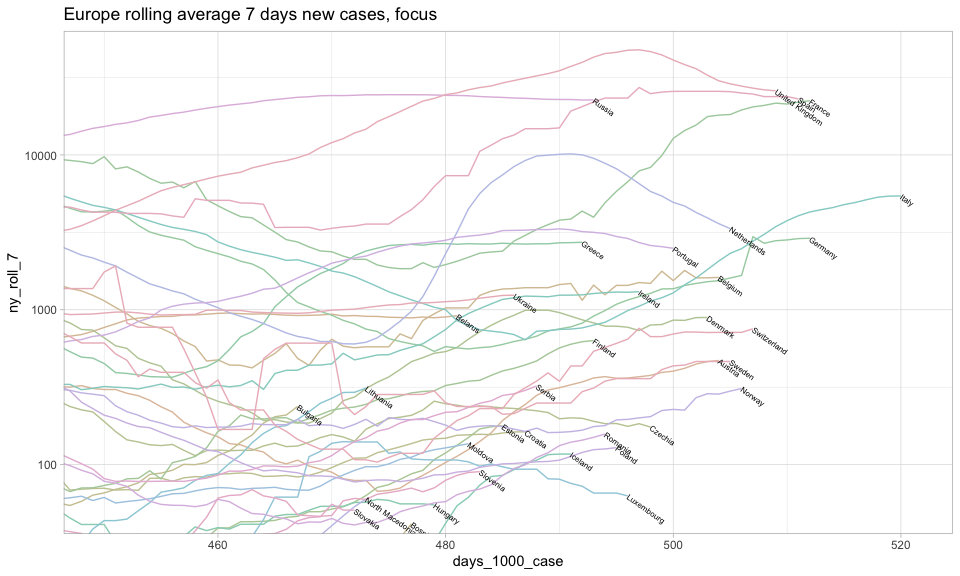 Europe rolling average 7 days new cases, focus
ny_roll_7
10000
1000
100
460
480
500
520
days_1000_case
Russia
United Kingdom
Spain
France
Italy
Netherlands
Germany
Greece
Portugal
Belgium
Ukraine
Ireland
Belarus
Denmark
Switzerland
Finland
Sweden
Austria
Norway
Lithuania
Serbia
Bulgaria
Estonia
Croatia
Czechia
Romania
Poland
Moldova
Iceland
Slovenia
Luxembourg
Hungary
North Macedonia
Slovakia